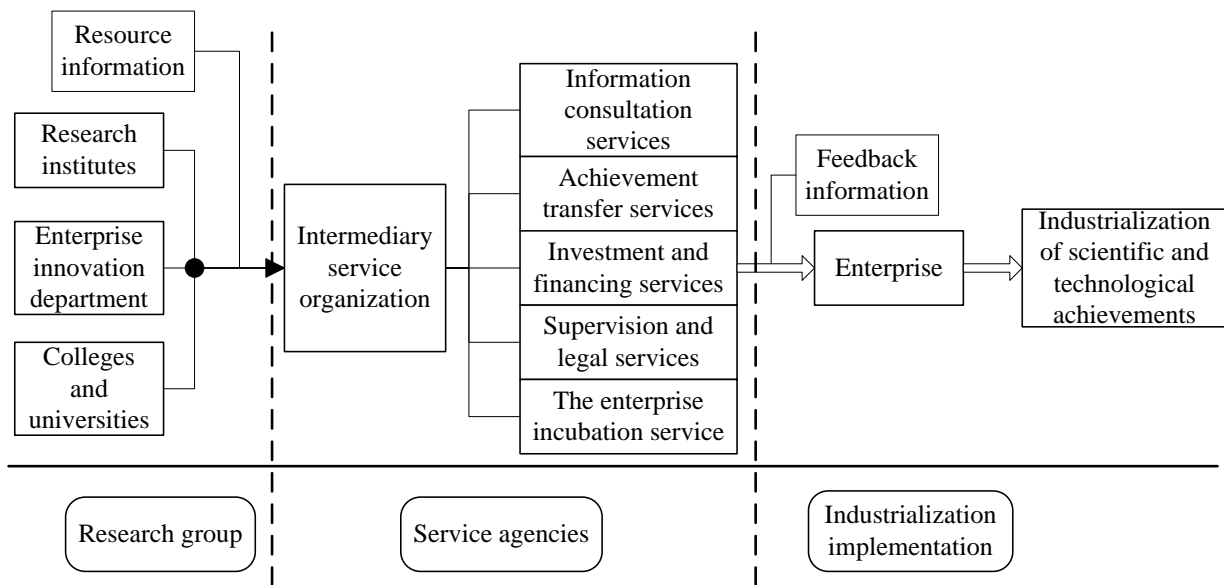 Resource
information
Research
institutes
Enterprise
innovation
department
Colleges
and
universities
Intermediary
service
organization
Information
consultation
services
Achievement
transfer services
Investment and
financing services
Supervision and
legal services
The enterprise
incubation service
Feedback
information
Enterprise
Industrialization
of scientific and
technological
achievements
Research group
Service agencies
Industrialization
implementation